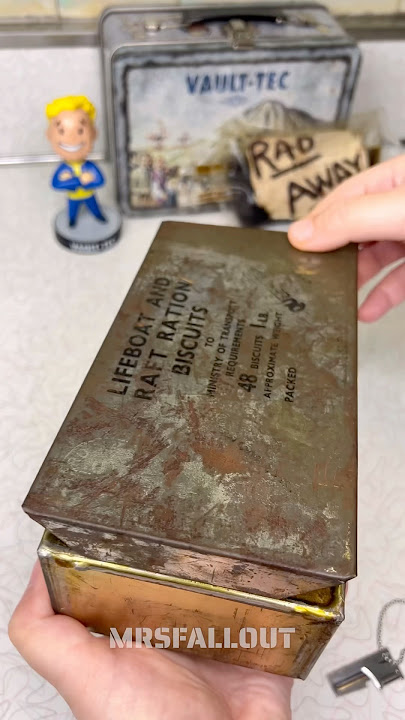 VAULT-TEC
RAD
AWAY
LIFEBOAT AND
RAFT RATION
BISCUITS
TO
MINISTRY OF TRANSPORT
REQUIREMENTS
48 BISCUITS 1 LB.
APPROXIMATE WEIGHT
PACKED
MRSFALLOUT